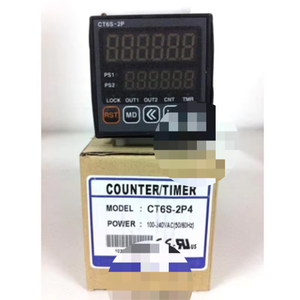 CT6S-2P
PS1
PS2
LOCK OUT1 OUT2 CNT TMR
RST MD
COUNTER/TIMER
MODEL : CT6S-2P4
POWER : 100-240VAC(50/60Hz)